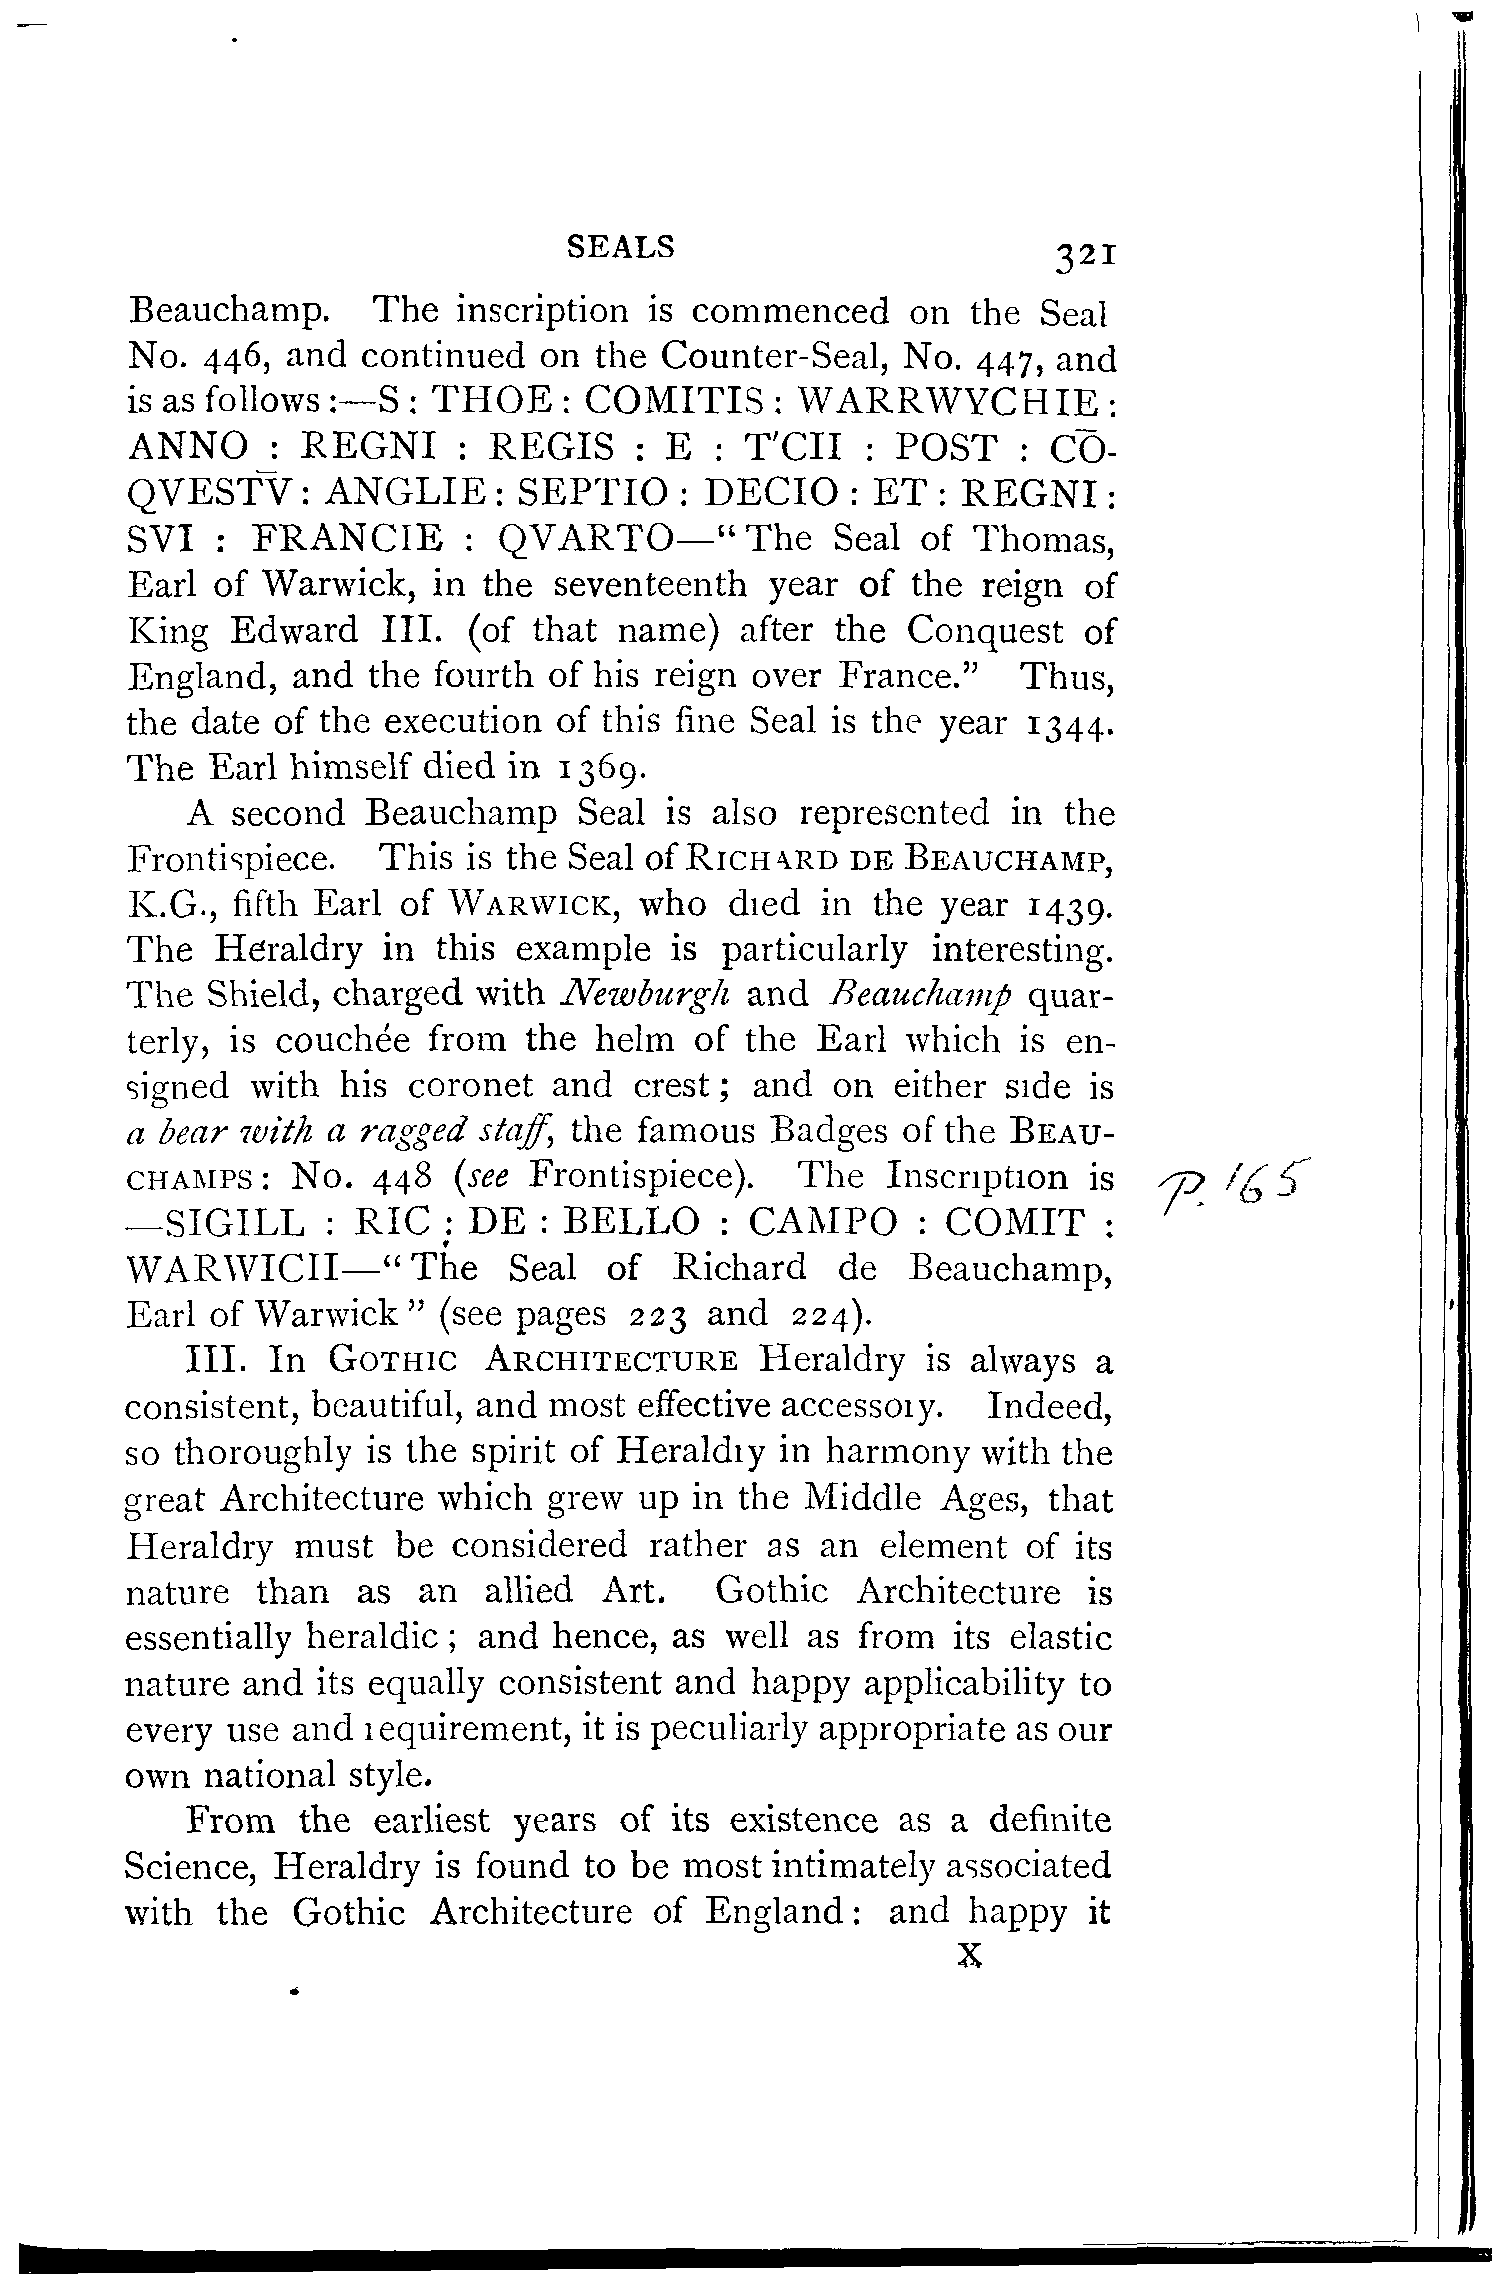 SEALS 321
Beauchamp. The inscription is commenced on the Seal
No. 446, and continued on the Counter-Seal, No. 447, and
is as follows:—S : THOE : COMITIS : WARRWYCHIE :
ANNO : REGNI : REGIS : E : T'CII : POST : CŌ-
QVESTV̄ : ANGLIE : SEPTIO : DECIO : ET : REGNI :
SVI : FRANCIE : QVARTO—“The Seal of Thomas,
Earl of Warwick, in the seventeenth year of the reign of
King Edward III. (of that name) after the Conquest of
England, and the fourth of his reign over France.” Thus,
the date of the execution of this fine Seal is the year 1344.
The Earl himself died in 1369.
A second Beauchamp Seal is also represented in the
Frontispiece. This is the Seal of RICHARD DE BEAUCHAMP,
K.G., fifth Earl of WARWICK, who died in the year 1439.
The Heraldry in this example is particularly interesting.
The Shield, charged with Newburgh and Beauchamp quar-
terly, is couchée from the helm of the Earl which is en-
signed with his coronet and crest; and on either side is
a bear with a ragged staff, the famous Badges of the BEAU-
CHAMPS: No. 448 (see Frontispiece). The Inscription is
p. 165
—SIGILL : RIC : DE : BELLO : CAMPO : COMIT :
WARWICII—“The Seal of Richard de Beauchamp,
Earl of Warwick” (see pages 223 and 224).
III. In GOTHIC ARCHITECTURE Heraldry is always a
consistent, beautiful, and most effective accessory. Indeed,
so thoroughly is the spirit of Heraldry in harmony with the
great Architecture which grew up in the Middle Ages, that
Heraldry must be considered rather as an element of its
nature than as an allied Art. Gothic Architecture is
essentially heraldic; and hence, as well as from its elastic
nature and its equally consistent and happy applicability to
every use and requirement, it is peculiarly appropriate as our
own national style.
From the earliest years of its existence as a definite
Science, Heraldry is found to be most intimately associated
with the Gothic Architecture of England: and happy it
X